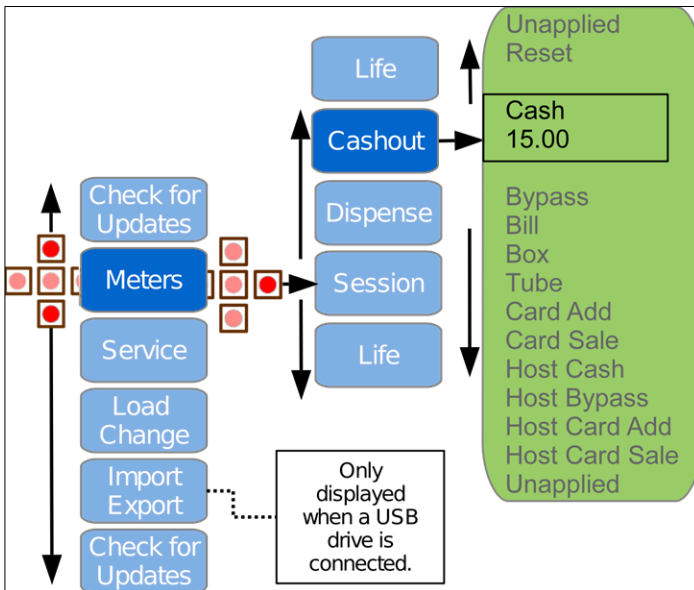 Check for
Updates
Meters
Service
Load
Change
Import
Export
Check for
Updates
Life
Cashout
Dispense
Session
Life
Only
displayed
when a USB
drive is
connected.
Unapplied
Reset
Cash
15.00
Bypass
Bill
Box
Tube
Card Add
Card Sale
Host Cash
Host Bypass
Host Card Add
Host Card Sale
Unapplied